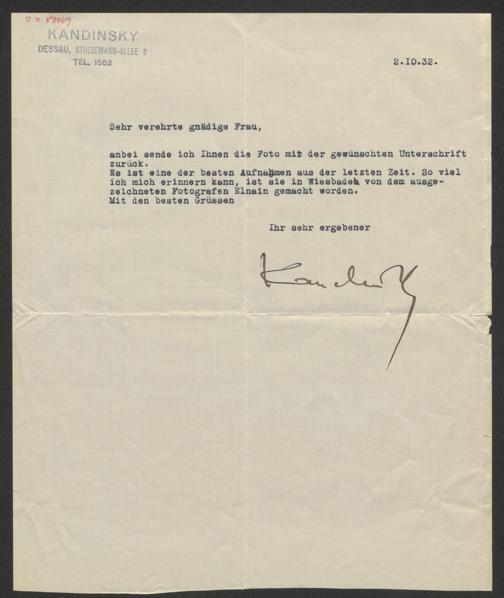 KANDINSKY
DESSAU, STRESEMANN-ALLEE 6
TEL. 1562
2.10.32.
Sehr verehrte gnädige Frau,
anbei sende ich Ihnen die Foto mit der gewünschten Unterschrift
zurück.
Es ist eine der besten Aufnahmen aus der letzten Zeit. So viel
ich mich erinnern kann, ist sie in Wiesbaden von dem ausge-
zeichneten Fotografen Elnain gemacht worden.
Mit den besten Grüssen
Ihr sehr ergebener
Kandinsky